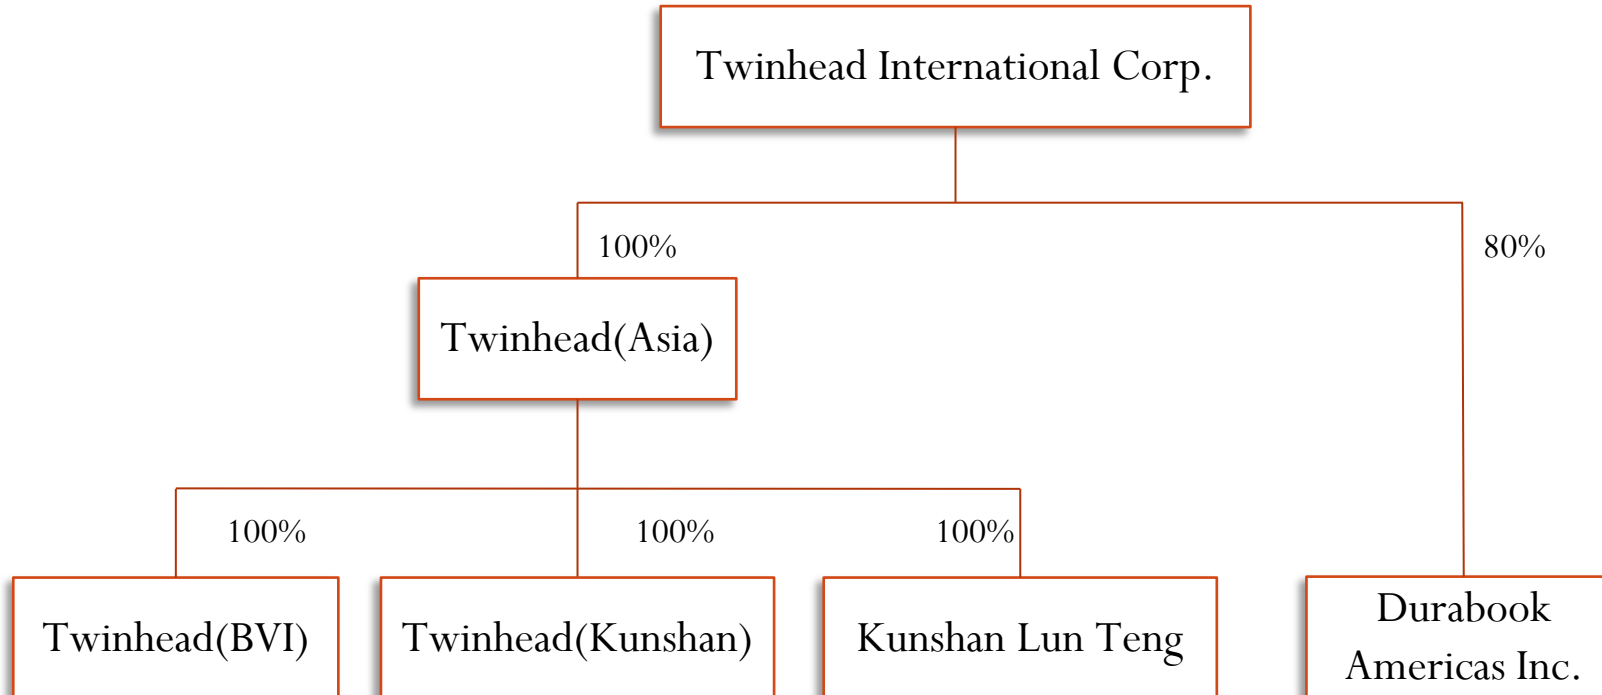 Twinhead International Corp.
100%
80%
Twinhead(Asia)
100%
100%
100%
Twinhead(BVI)
Twinhead(Kunshan)
Kunshan Lun Teng
Durabook
Americas Inc.